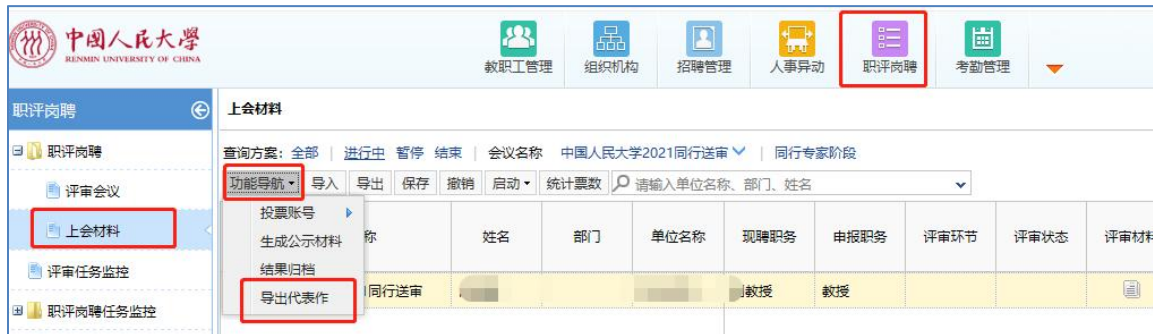 中国人民大学
RENMIN UNIVERSITY OF CHINA
教职工管理 组织机构 招聘管理 人事异动 职评岗聘 考勤管理
职评岗聘 上会材料
职评岗聘
查询方案：全部 | 进行中 暂停 结束 | 会议名称 中国人民大学2021同行送审 | 同行专家阶段
评审会议
功能导航 导入 导出 保存 撤销 启动 统计票数 请输入单位名称、部门、姓名
上会材料
投票账号
生成公示材料
称 姓名 部门 单位名称 现聘职务 申报职务 评审环节 评审状态 评审材料
结果归档
评审任务监控
导出代表作
同行送审 教授 教授
职评岗聘任务监控